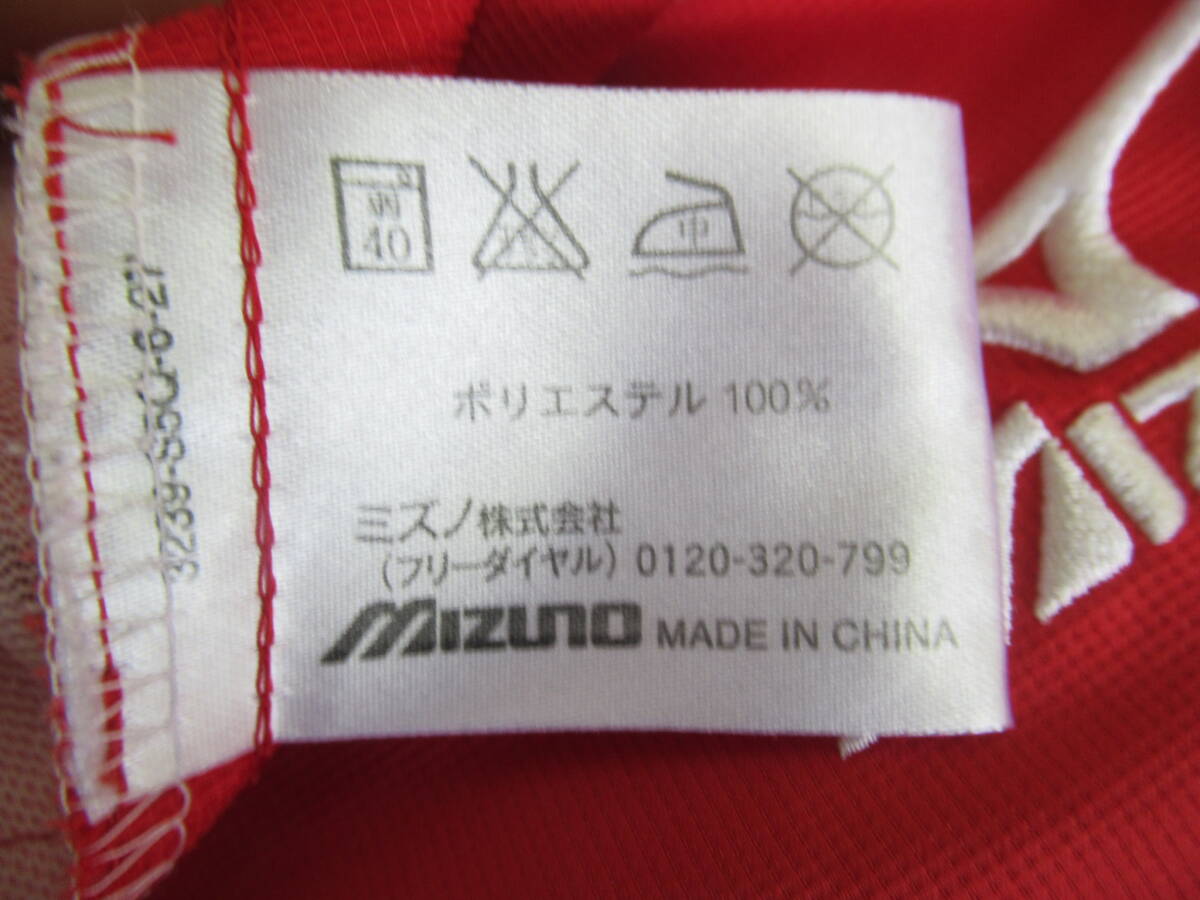 弱
40
中
ポリエステル 100%
ミズノ株式会社
(フリーダイヤル) 0120-320-799
MIZUNO MADE IN CHINA